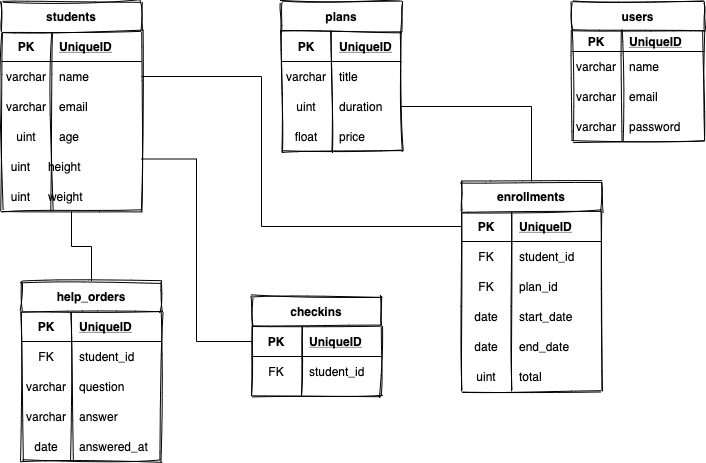 students
PK UniqueID
varchar name
varchar email
uint age
uint height
uint weight
plans
PK UniqueID
varchar title
uint duration
float price
users
PK UniqueID
varchar name
varchar email
varchar password
enrollments
PK UniqueID
FK student_id
FK plan_id
date start_date
date end_date
uint total
help_orders
PK UniqueID
FK student_id
varchar question
varchar answer
date answered_at
checkins
PK UniqueID
FK student_id